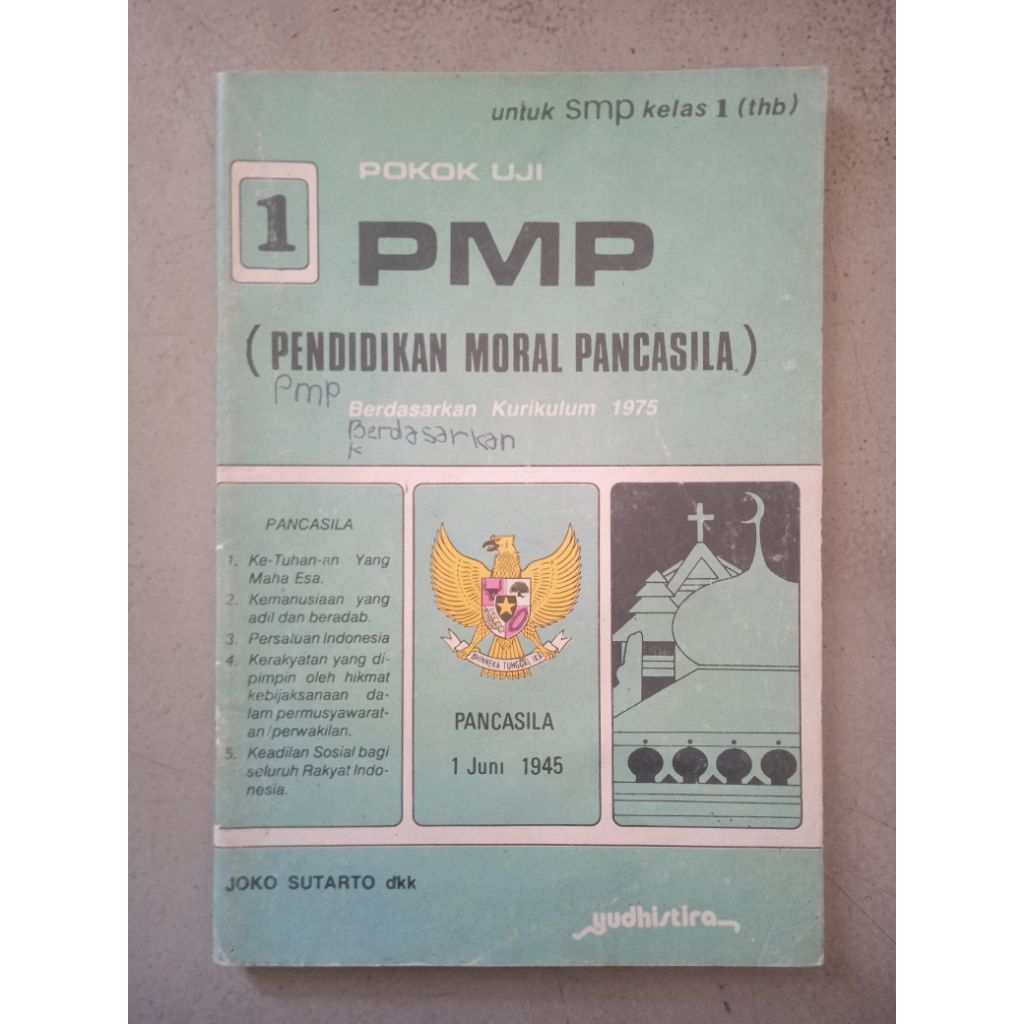 untuk smp kelas 1 (thb)
1
POKOK UJI
PMP
(PENDIDIKAN MORAL PANCASILA)
Pmp
Berdasarkan Kurikulum 1975
Berdasarkan
K
PANCASILA
1. Ke-Tuhan-an Yang
Maha Esa.
2. Kemanusiaan yang
adil dan beradab.
3. Persatuan Indonesia
4. Kerakyatan yang di-
pimpin oleh hikmat
kebijaksanaan da-
lam permusyawarat-
an/perwakilan.
5. Keadilan Sosial bagi
seluruh Rakyat Indo-
nesia.
BHINNEKA TUNGGAL IKA
PANCASILA
1 Juni 1945
JOKO SUTARTO dkk
yudhistira